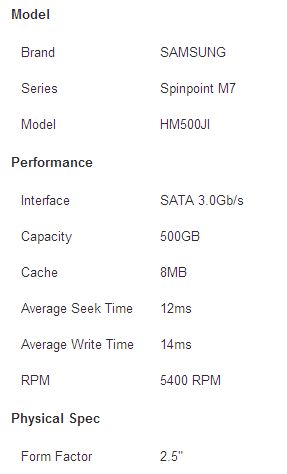 Model
Brand SAMSUNG
Series Spinpoint M7
Model HM500JI
Performance
Interface SATA 3.0Gb/s
Capacity 500GB
Cache 8MB
Average Seek Time 12ms
Average Write Time 14ms
RPM 5400 RPM
Physical Spec
Form Factor 2.5"